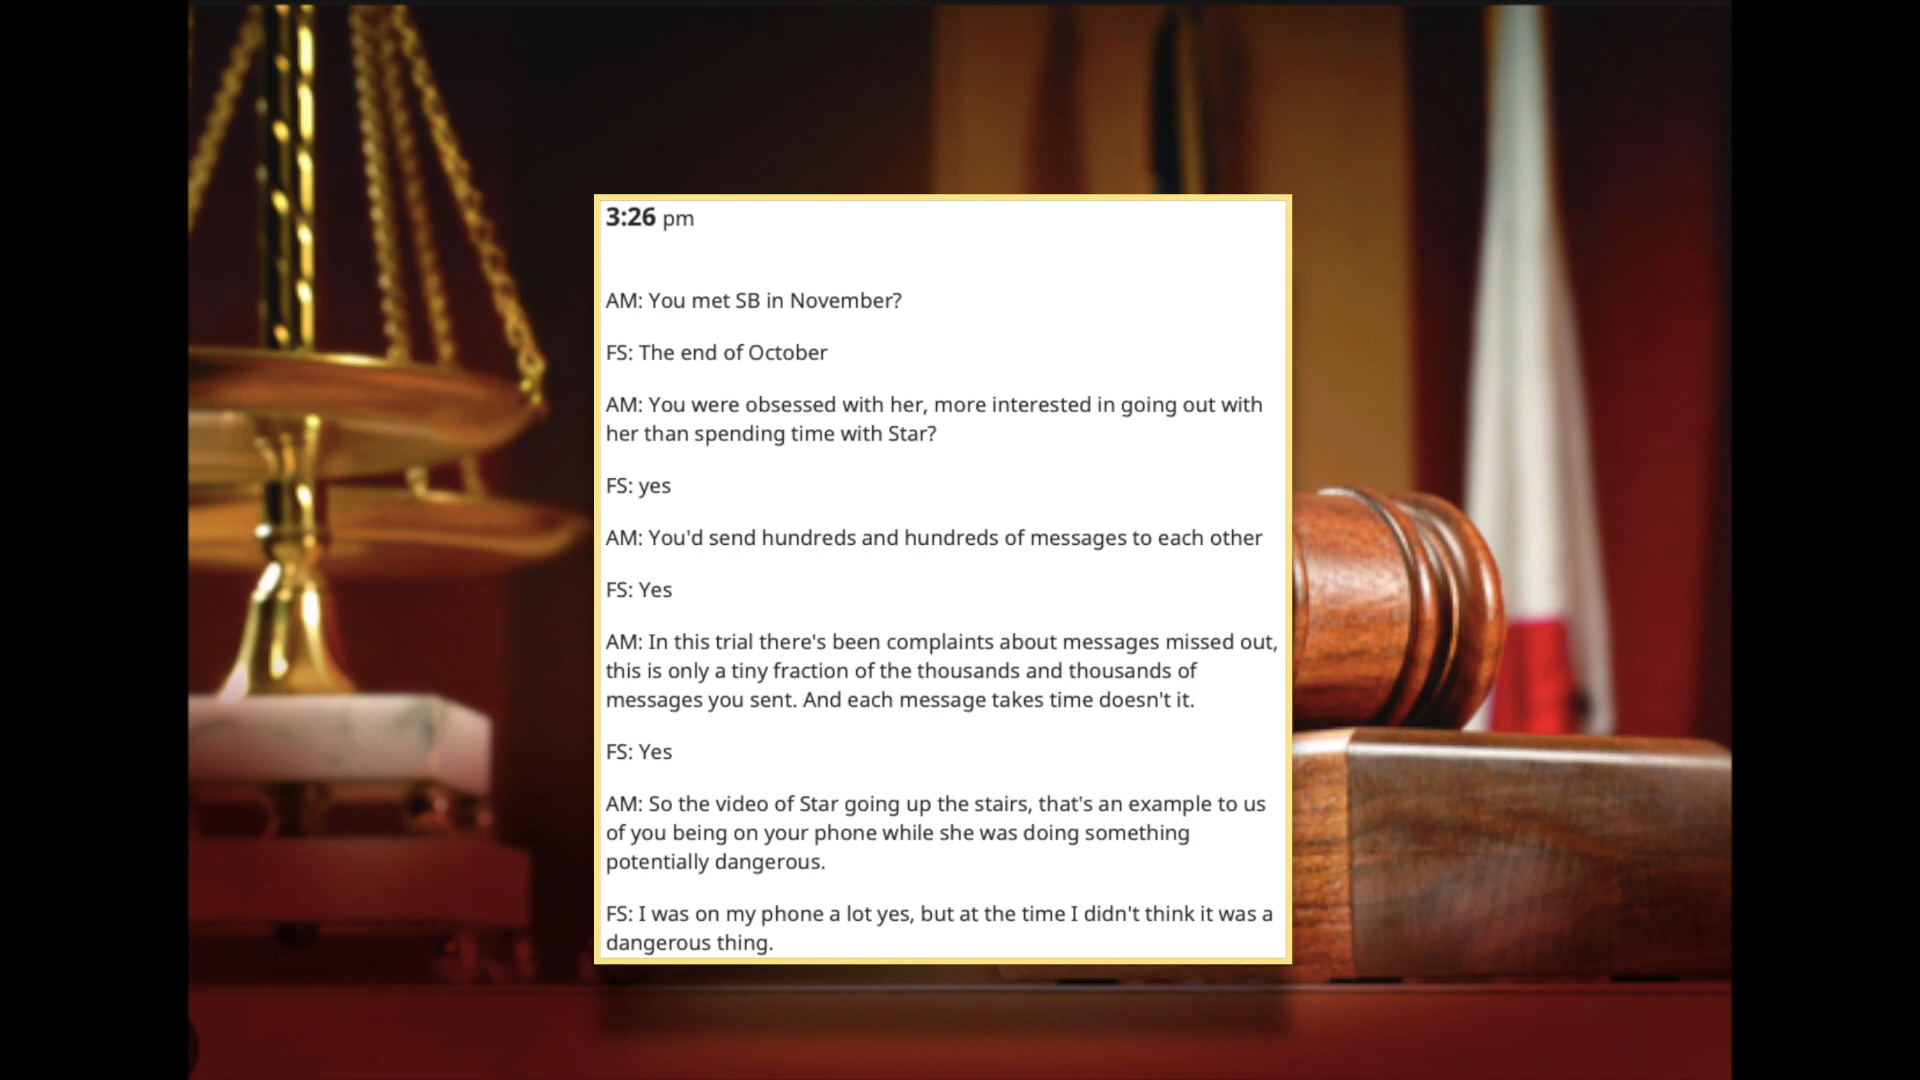 3:26 pm
AM: You met SB in November?
FS: The end of October
AM: You were obsessed with her, more interested in going out with
her than spending time with Star?
FS: yes
AM: You'd send hundreds and hundreds of messages to each other
FS: Yes
AM: In this trial there's been complaints about messages missed out,
this is only a tiny fraction of the thousands and thousands of
messages you sent. And each message takes time doesn't it.
FS: Yes
AM: So the video of Star going up the stairs, that's an example to us
of you being on your phone while she was doing something
potentially dangerous.
FS: I was on my phone a lot yes, but at the time I didn't think it was a
dangerous thing.